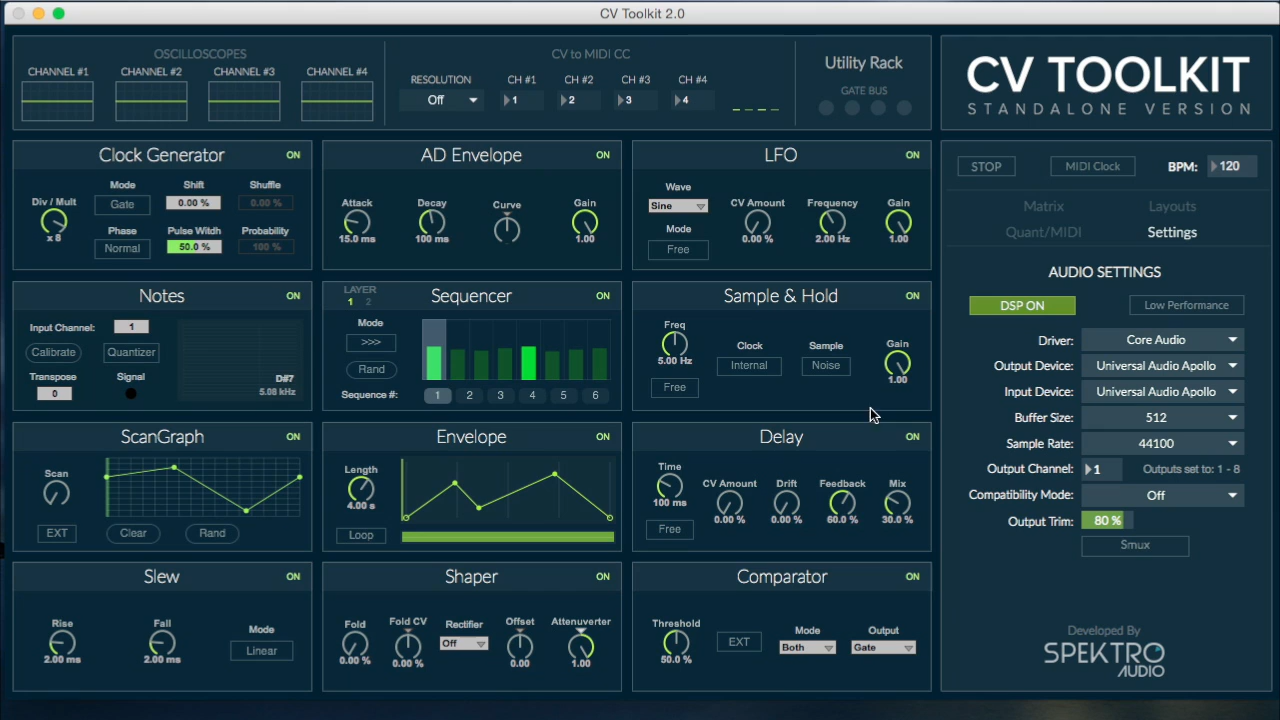 CV Toolkit 2.0
OSCILLOSCOPES
CHANNEL #1 CHANNEL #2 CHANNEL #3 CHANNEL #4
CV to MIDI CC
RESOLUTION CH #1 CH #2 CH #3 CH #4
Off 1 2 3 4
Utility Rack
GATE BUS
CV TOOLKIT
STANDALONE VERSION
Clock Generator ON
Div / Mult
x 8
Mode
Gate
Phase
Normal
Shift
0.00 %
Pulse Witdh
50.0 %
Shuffle
0.00 %
Probability
100 %
AD Envelope ON
Attack Decay Curve Gain
15.0 ms 100 ms 1.00
LFO ON
Wave
Sine
Mode
Free
CV Amount Frequency Gain
0.00 % 2.00 Hz 1.00
Notes ON
Input Channel: 1
Calibrate Quantizer
Transpose Signal
0
D#7
5.08 kHz
LAYER
1 2
Sequencer ON
Mode
>>>
Rand
Sequence #: 1 2 3 4 5 6
Sample & Hold ON
Freq
5.00 Hz
Free
Clock
Internal
Sample
Noise
Gain
1.00
ScanGraph ON
Scan
EXT Clear Rand
Envelope ON
Length
4.00 s
Loop
Delay ON
Time
100 ms
Free
CV Amount Drift Feedback Mix
0.00 % 0.00 % 60.0 % 30.0 %
Slew ON
Rise Fall Mode
2.00 ms 2.00 ms Linear
Shaper ON
Fold Fold CV Rectifier Offset Attenuverter
0.00 % 0.00 % Off 0.00 1.00
Comparator ON
Threshold
50.0 %
EXT
Mode
Both
Output
Gate
STOP MIDI Clock BPM: 120
Matrix Layouts
Quant/MIDI Settings
AUDIO SETTINGS
DSP ON Low Performance
Driver: Core Audio
Output Device: Universal Audio Apollo
Input Device: Universal Audio Apollo
Buffer Size: 512
Sample Rate: 44100
Output Channel: 1 Outputs set to: 1 - 8
Compatibility Mode: Off
Output Trim: 80 %
Smux
Developed By
SPEKTRO
AUDIO